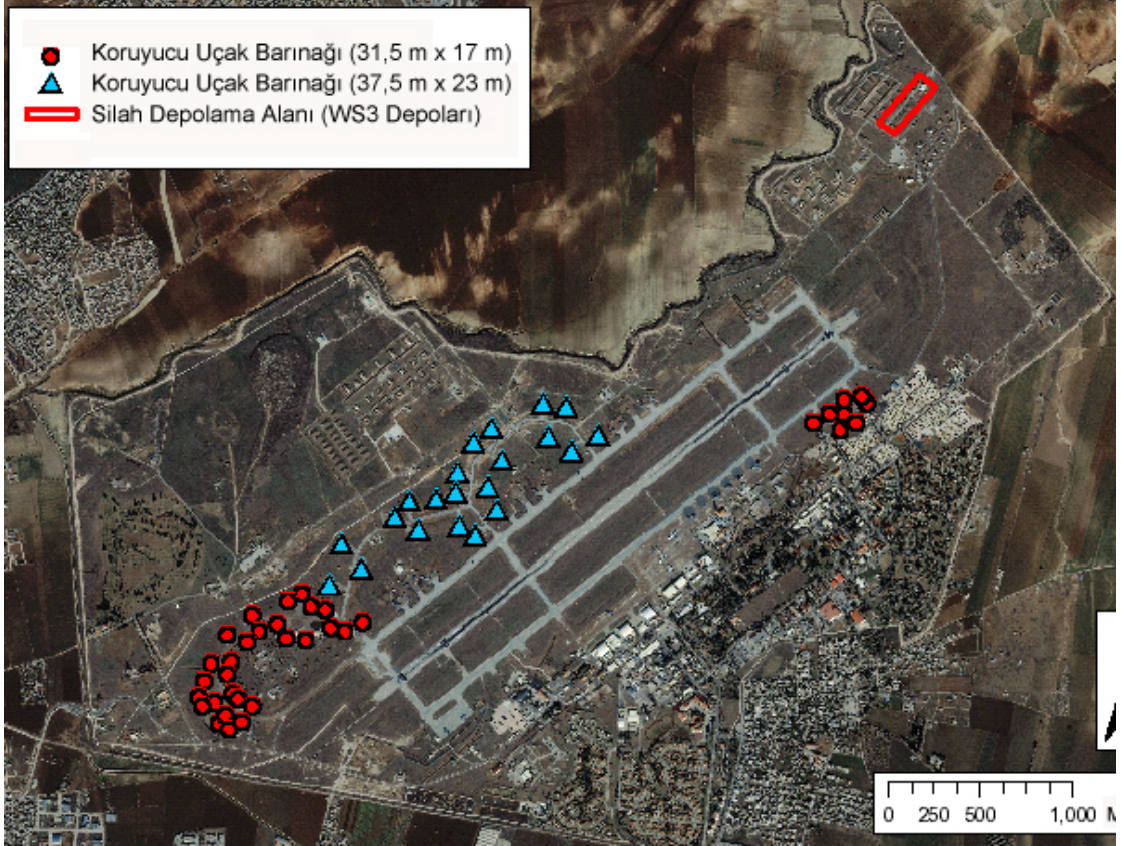 Koruyucu Uçak Barınağı (31,5 m x 17 m)
Koruyucu Uçak Barınağı (37,5 m x 23 m)
Silah Depolama Alanı (WS3 Depoları)
0 250 500 1,000 M